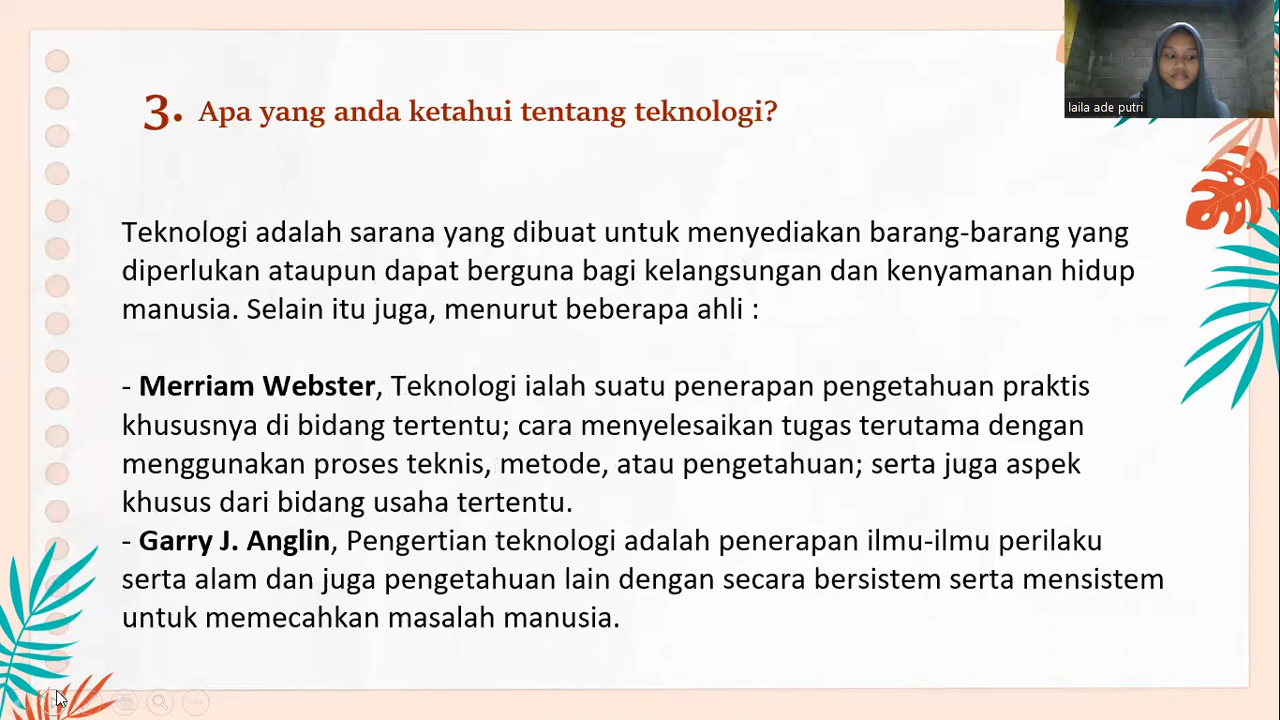 3. Apa yang anda ketahui tentang teknologi?
laila ade putri
Teknologi adalah sarana yang dibuat untuk menyediakan barang-barang yang
diperlukan ataupun dapat berguna bagi kelangsungan dan kenyamanan hidup
manusia. Selain itu juga, menurut beberapa ahli :
- Merriam Webster, Teknologi ialah suatu penerapan pengetahuan praktis
khususnya di bidang tertentu; cara menyelesaikan tugas terutama dengan
menggunakan proses teknis, metode, atau pengetahuan; serta juga aspek
khusus dari bidang usaha tertentu.
- Garry J. Anglin, Pengertian teknologi adalah penerapan ilmu-ilmu perilaku
serta alam dan juga pengetahuan lain dengan secara bersistem serta mensistem
untuk memecahkan masalah manusia.